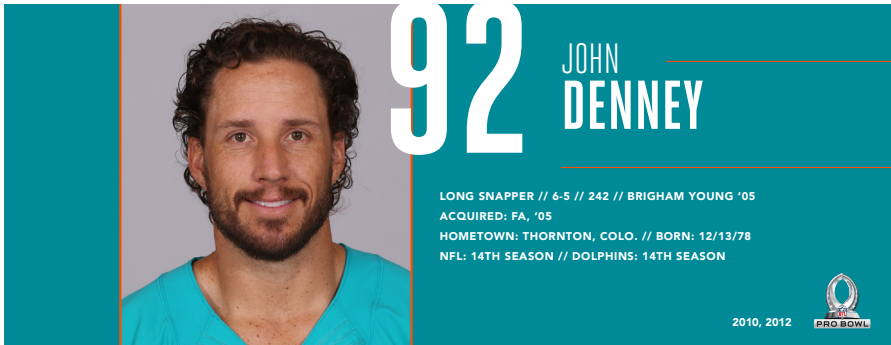 92
JOHN
DENNEY
LONG SNAPPER // 6-5 // 242 // BRIGHAM YOUNG ‘05
ACQUIRED: FA, ‘05
HOMETOWN: THORNTON, COLO. // BORN: 12/13/78
NFL: 14TH SEASON // DOLPHINS: 14TH SEASON
2010, 2012
NFL
PRO BOWL